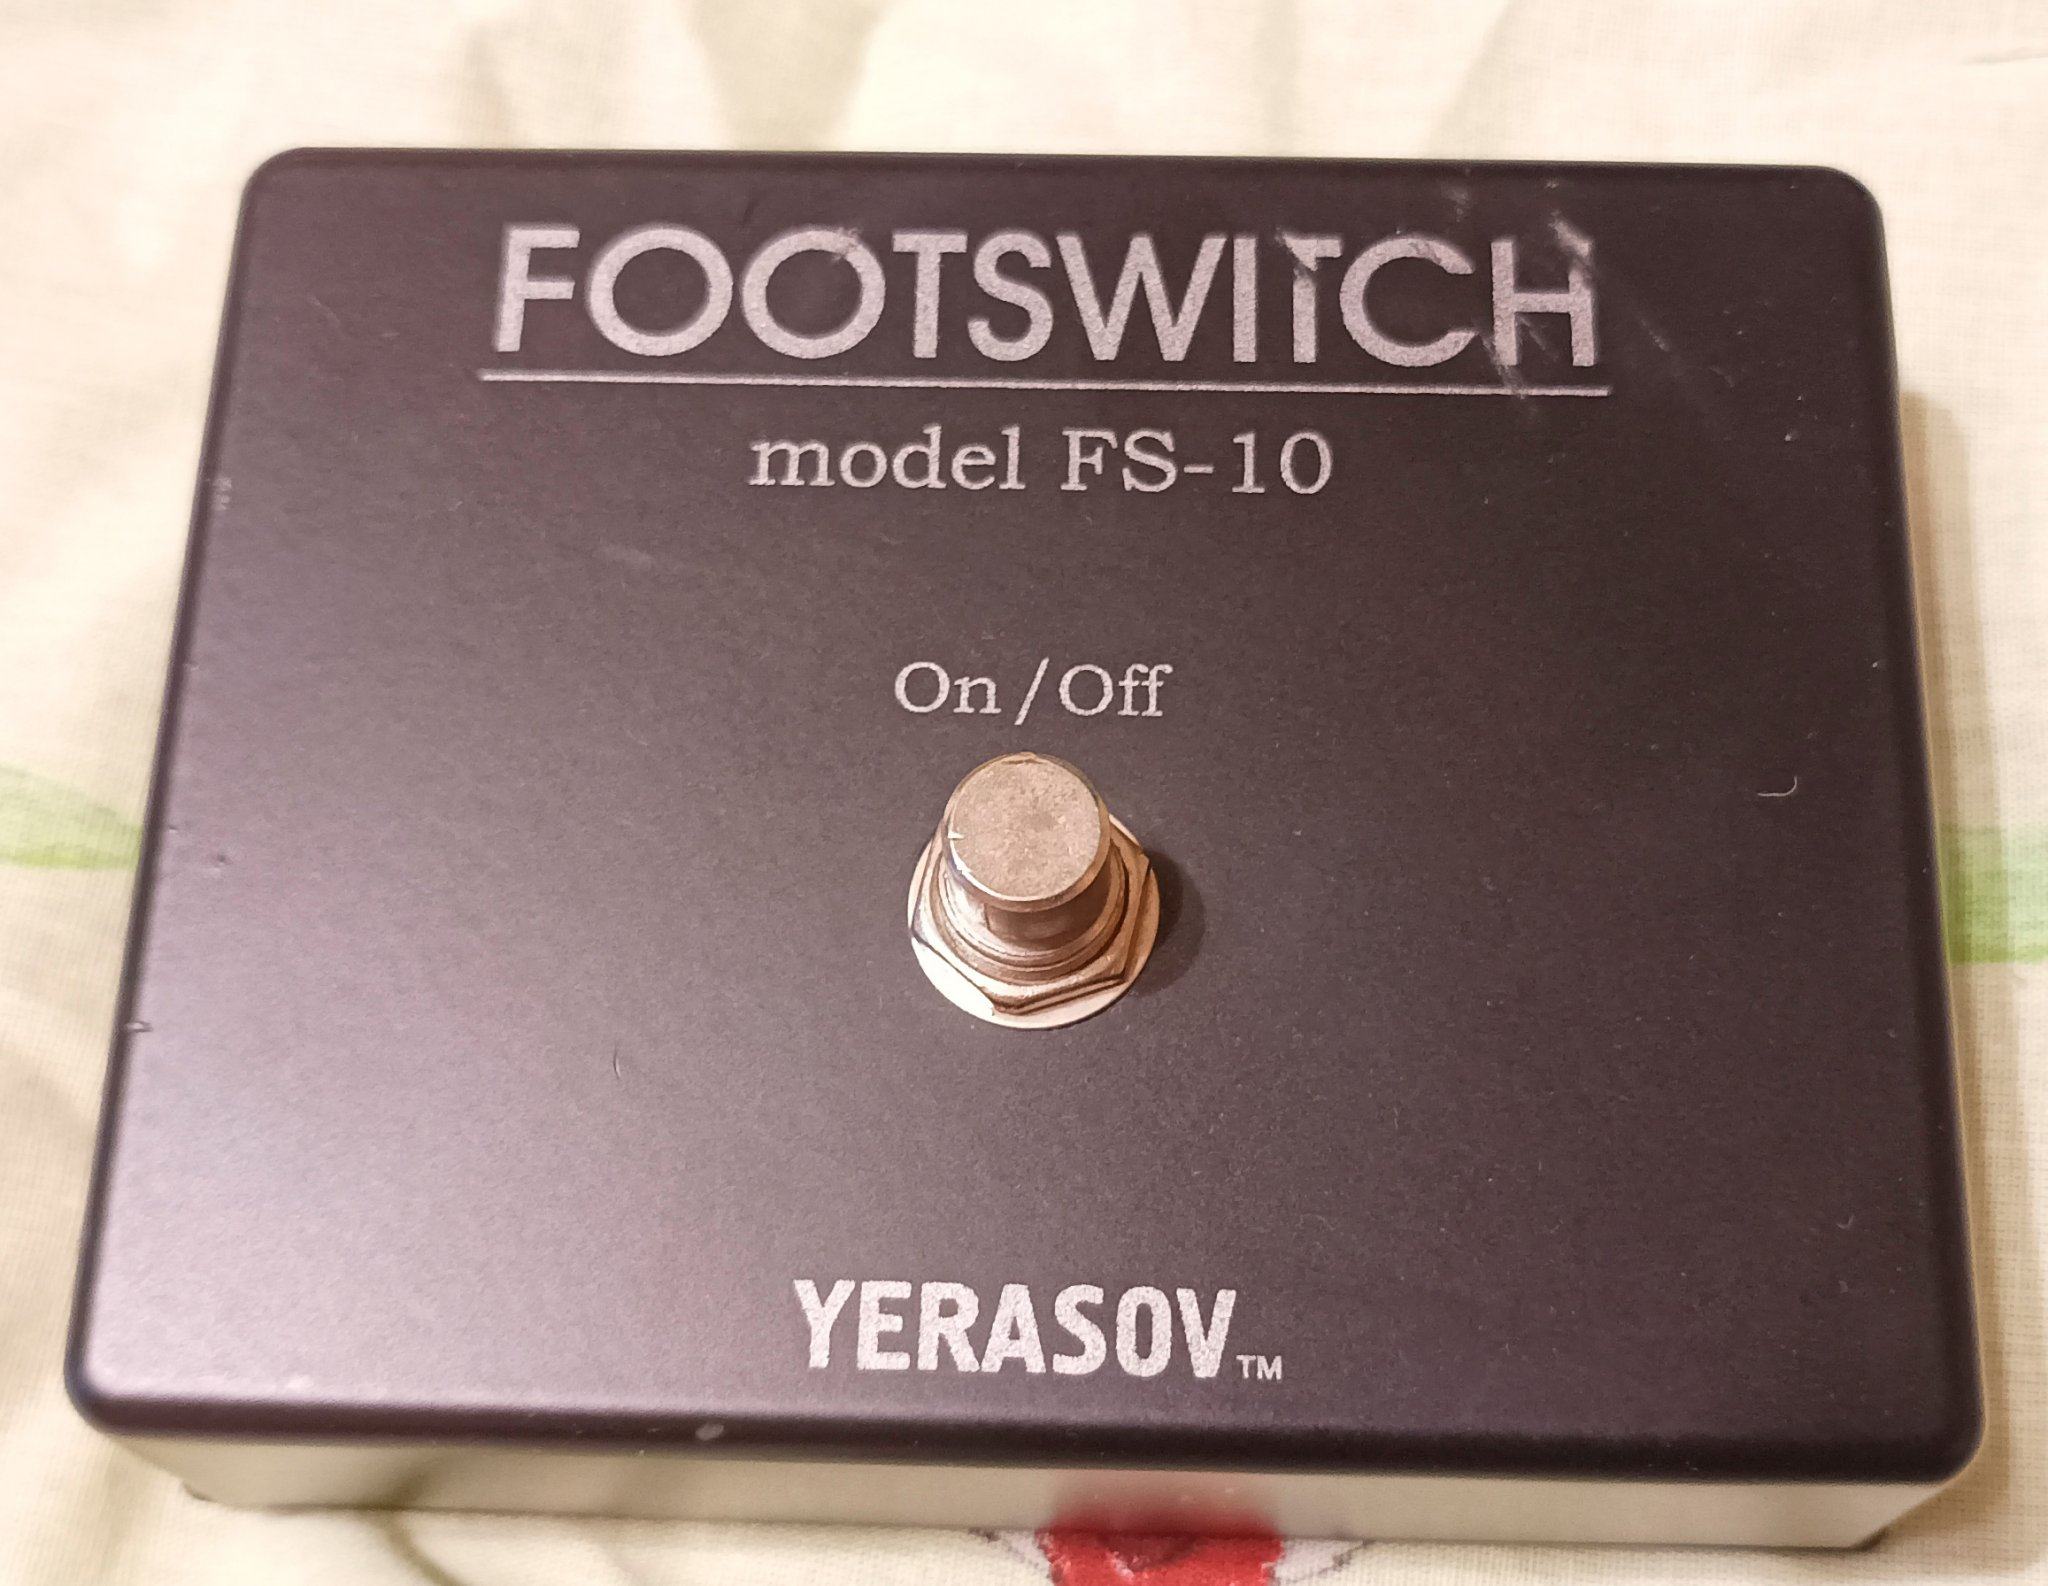 FOOTSWITCH
model FS-10
On/Off
YERASOV™